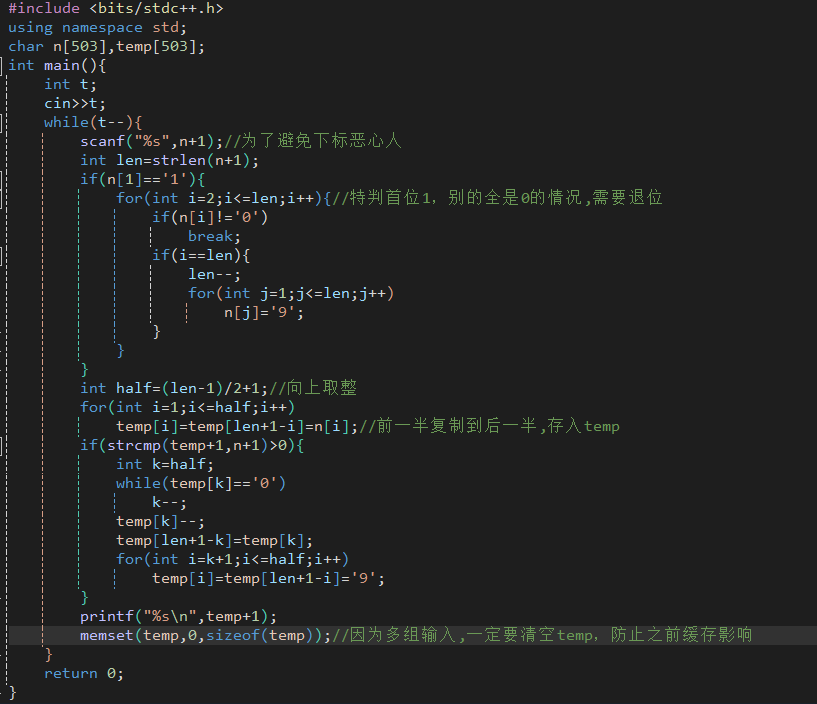 #include <bits/stdc++.h>
using namespace std;
char n[503],temp[503];
int main(){
    int t;
    cin>>t;
    while(t--){
        scanf("%s",n+1);//为了避免下标恶心人
        int len=strlen(n+1);
        if(n[1]=='1'){
            for(int i=2;i<=len;i++){//特判首位1, 别的全是0的情况,需要退位
                if(n[i]!='0')
                    break;
                if(i==len){
                    len--;
                    for(int j=1;j<=len;j++)
                        n[j]='9';
                }
            }
        }
        int half=(len-1)/2+1;//向上取整
        for(int i=1;i<=half;i++)
            temp[i]=temp[len+1-i]=n[i];//前一半复制到后一半,存入temp
        if(strcmp(temp+1,n+1)>0){
            int k=half;
            while(temp[k]=='0')
                k--;
            temp[k]--;
            temp[len+1-k]=temp[k];
            for(int i=k+1;i<=half;i++)
                temp[i]=temp[len+1-i]='9';
        }
        printf("%s\n",temp+1);
        memset(temp,0,sizeof(temp));//因为多组输入,一定要清空temp, 防止之前缓存影响
    }
    return 0;
}